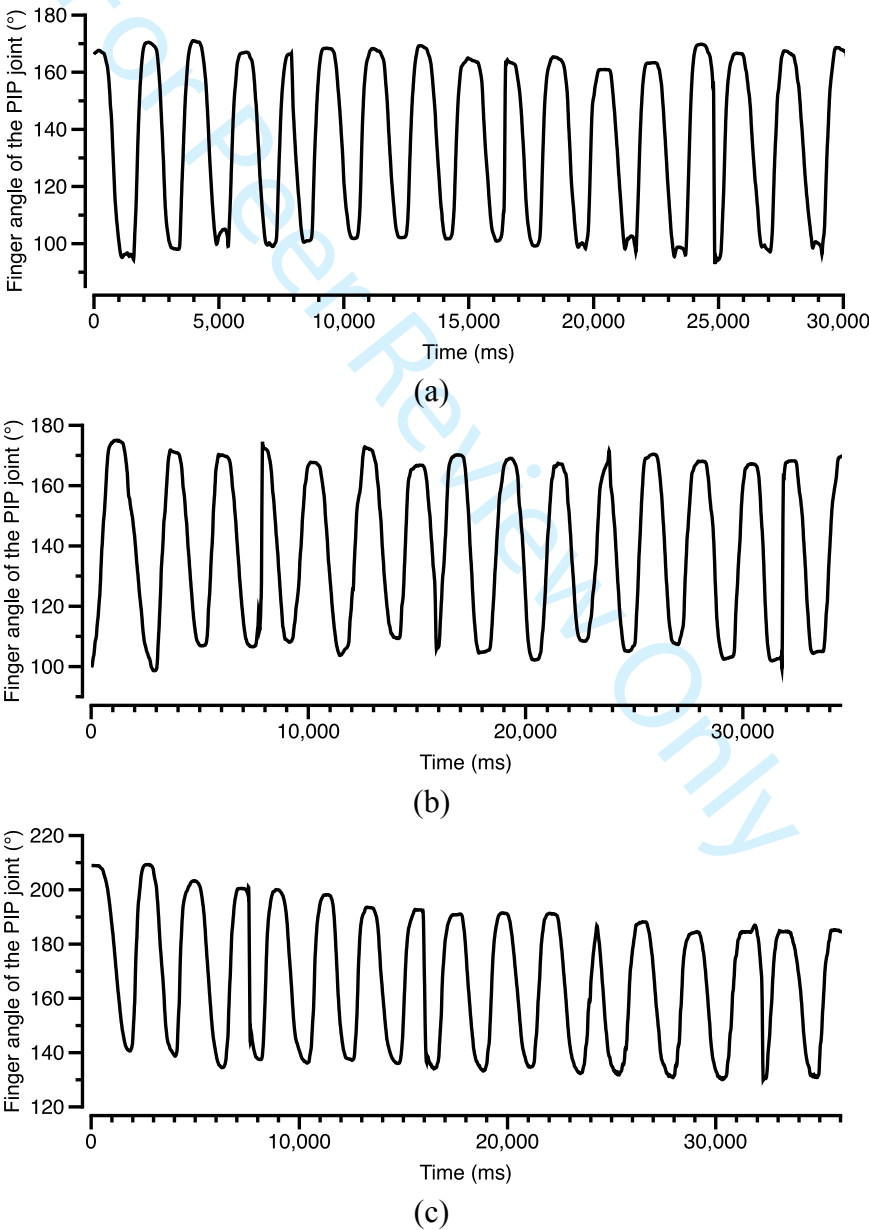 Finger angle of the PIP joint (°)
180
160
140
120
100
0 5,000 10,000 15,000 20,000 25,000 30,000
Time (ms)
(a)
Finger angle of the PIP joint (°)
180
160
140
120
100
0 10,000 20,000 30,000
Time (ms)
(b)
Finger angle of the PIP joint (°)
220
200
180
160
140
120
0 10,000 20,000 30,000
Time (ms)
(c)
For Peer Review Only